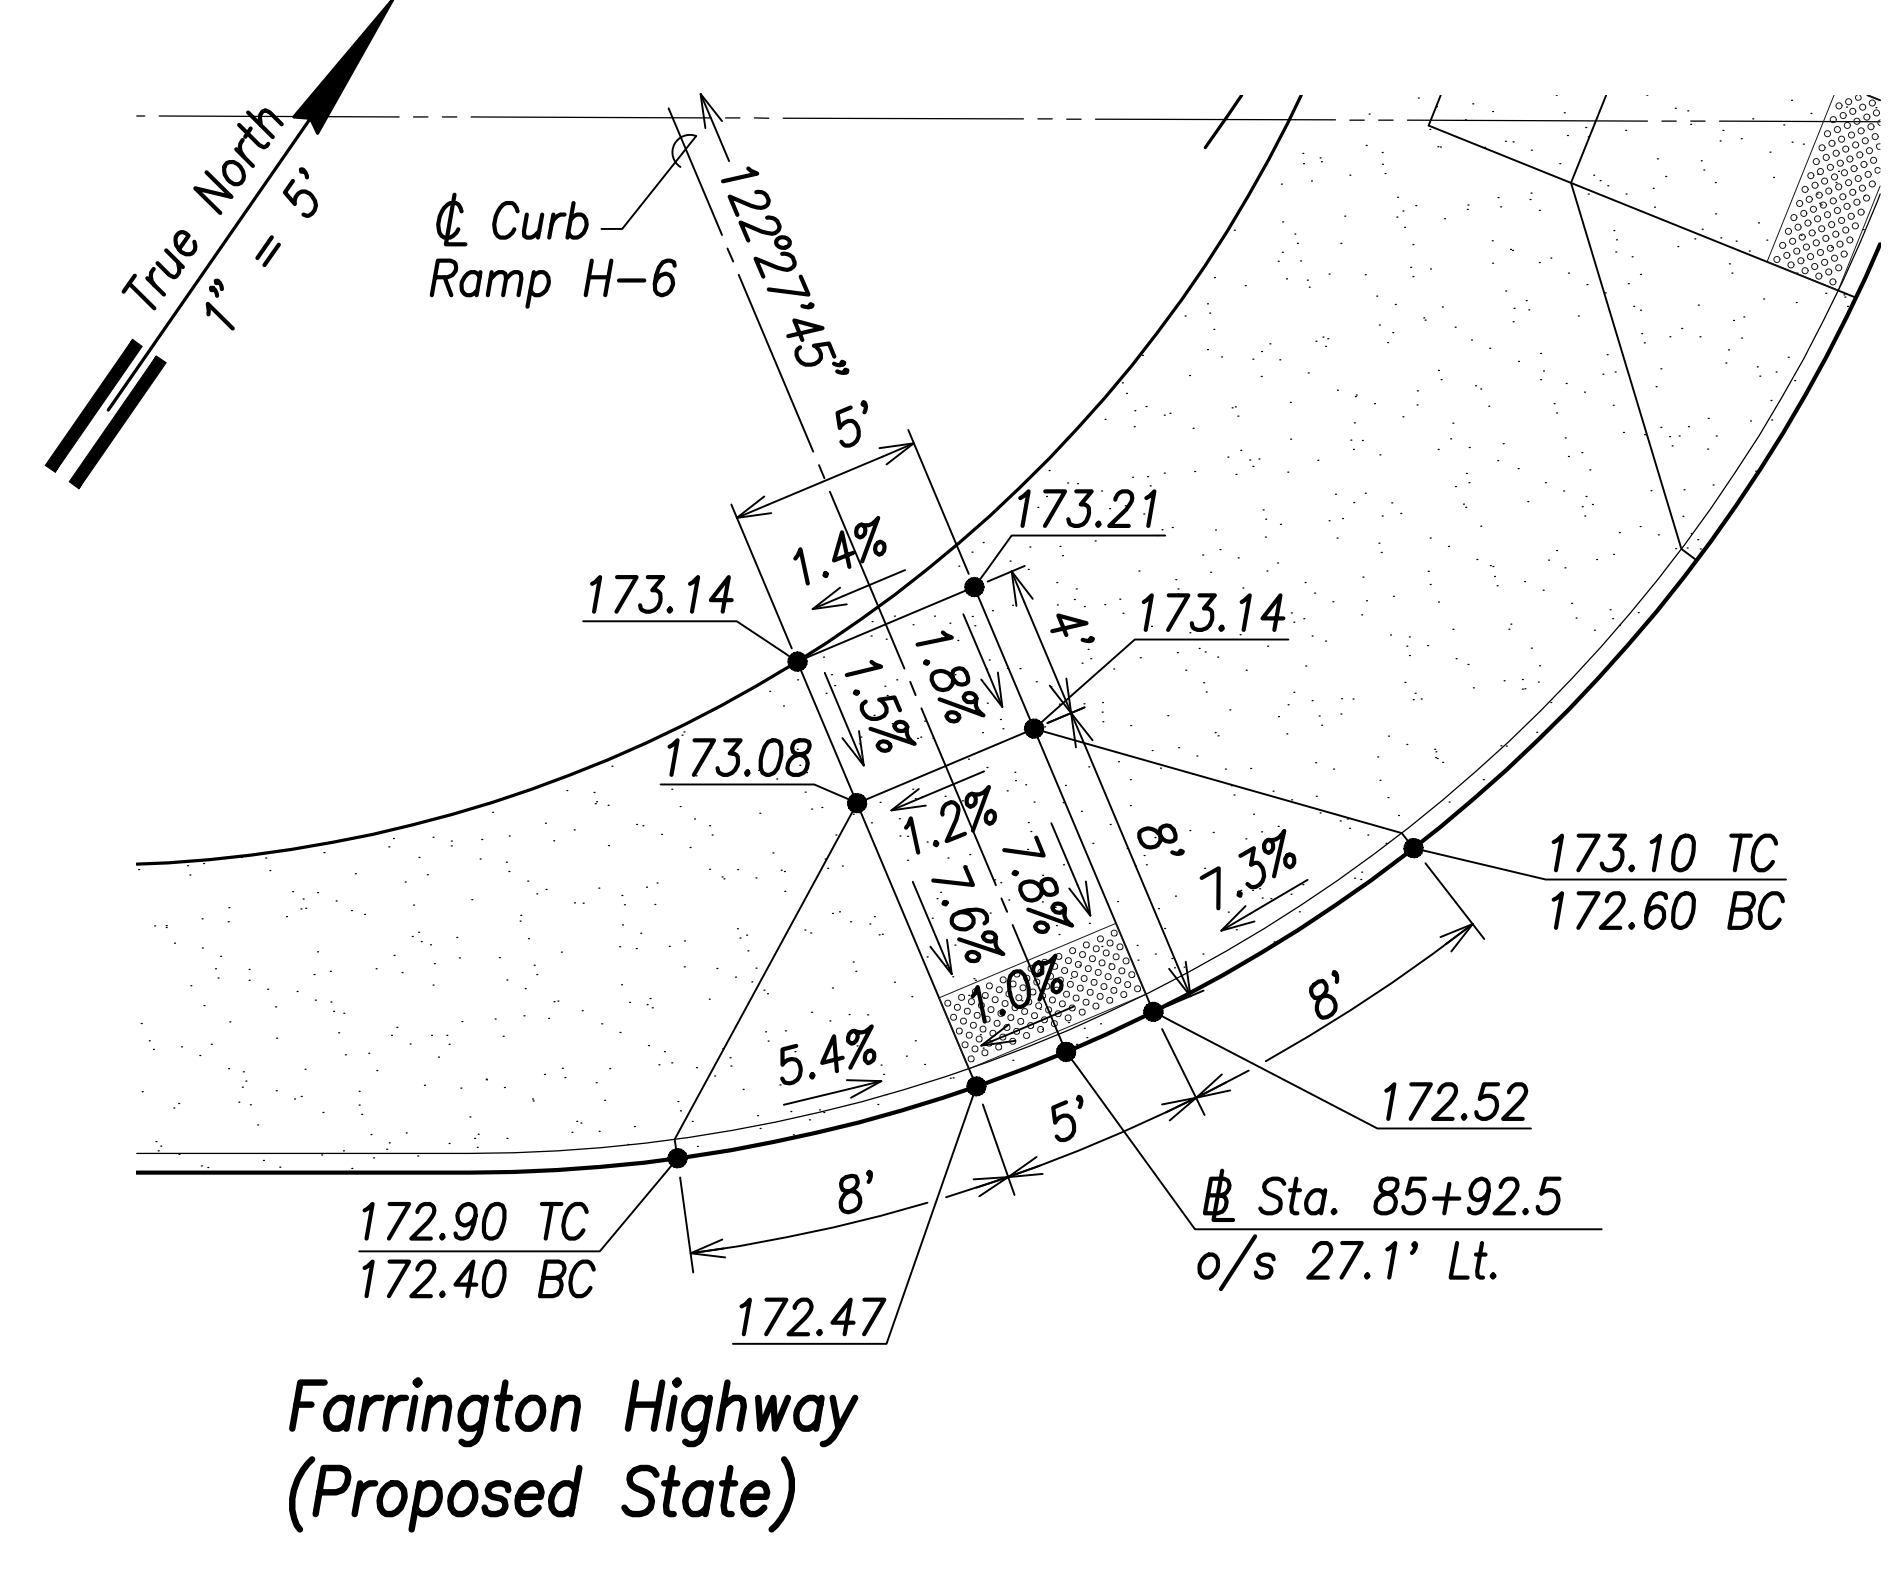 True North
1" = 5'
℄ Curb
Ramp H-6
122°27'45"
5'
1.4%
173.21
173.14
4'
173.14
1.8%
1.5%
173.08
1.2%
7.8%
7.6%
8'
7.3%
173.10 TC
172.60 BC
1.0%
8'
5.4%
172.52
5'
8'
BL Sta. 85+92.5
o/s 27.1' Lt.
172.90 TC
172.40 BC
172.47
Farrington Highway
(Proposed State)